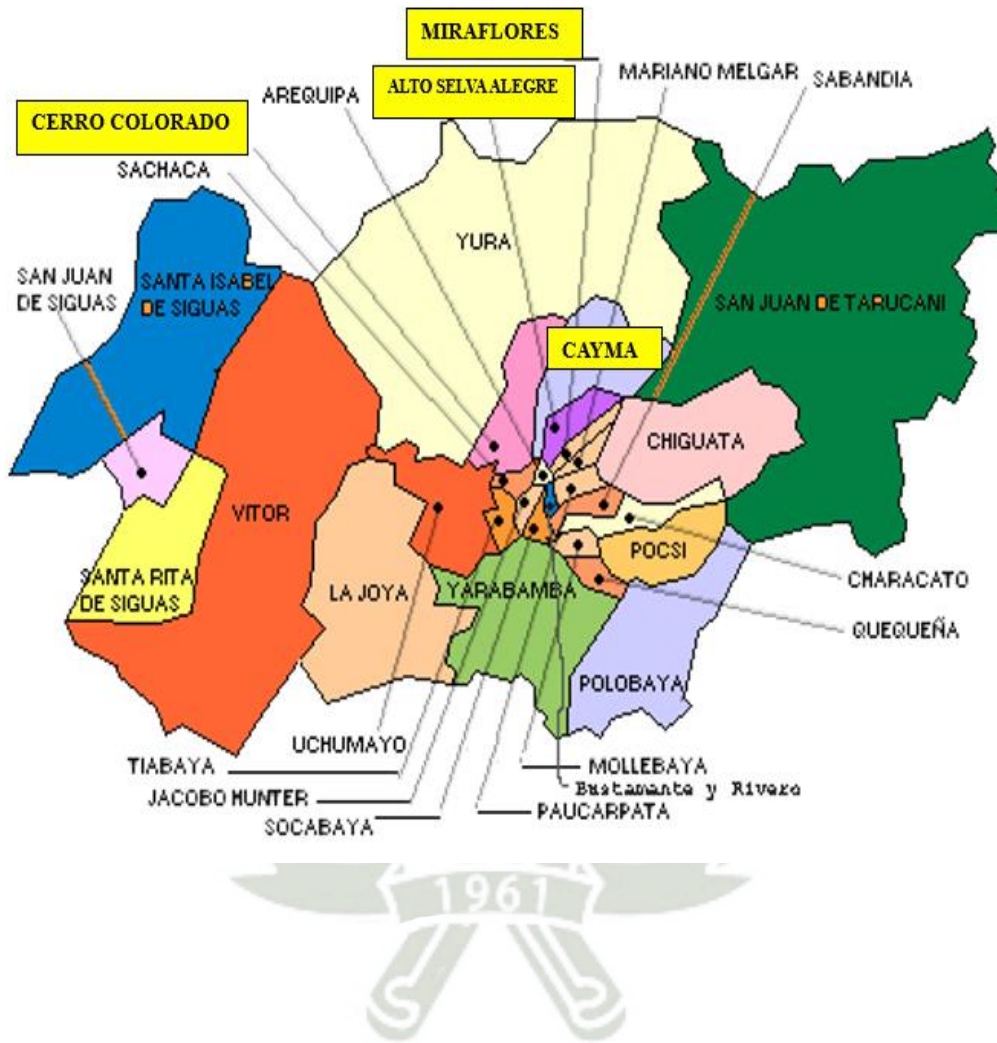 MIRAFLORES
MARIANO MELGAR
ALTO SELVA ALEGRE
SABANDIA
AREQUIPA
CERRO COLORADO
SACHACA
YURA
SAN JUAN
DE SIGUAS
SANTA ISABEL
DE SIGUAS
SAN JUAN DE TARUCANI
CAYMA
CHIGUATA
VITOR
POCSI
CHARACATO
SANTA RITA
DE SIGUAS
LA JOYA
YARABAMBA
QUEQUEÑA
POLOBAYA
UCHUMAYO
TIABAYA
MOLLEBAYA
JACOBO HUNTER
Bustamante y Rivero
PAUCARPATA
SOCABAYA
1961